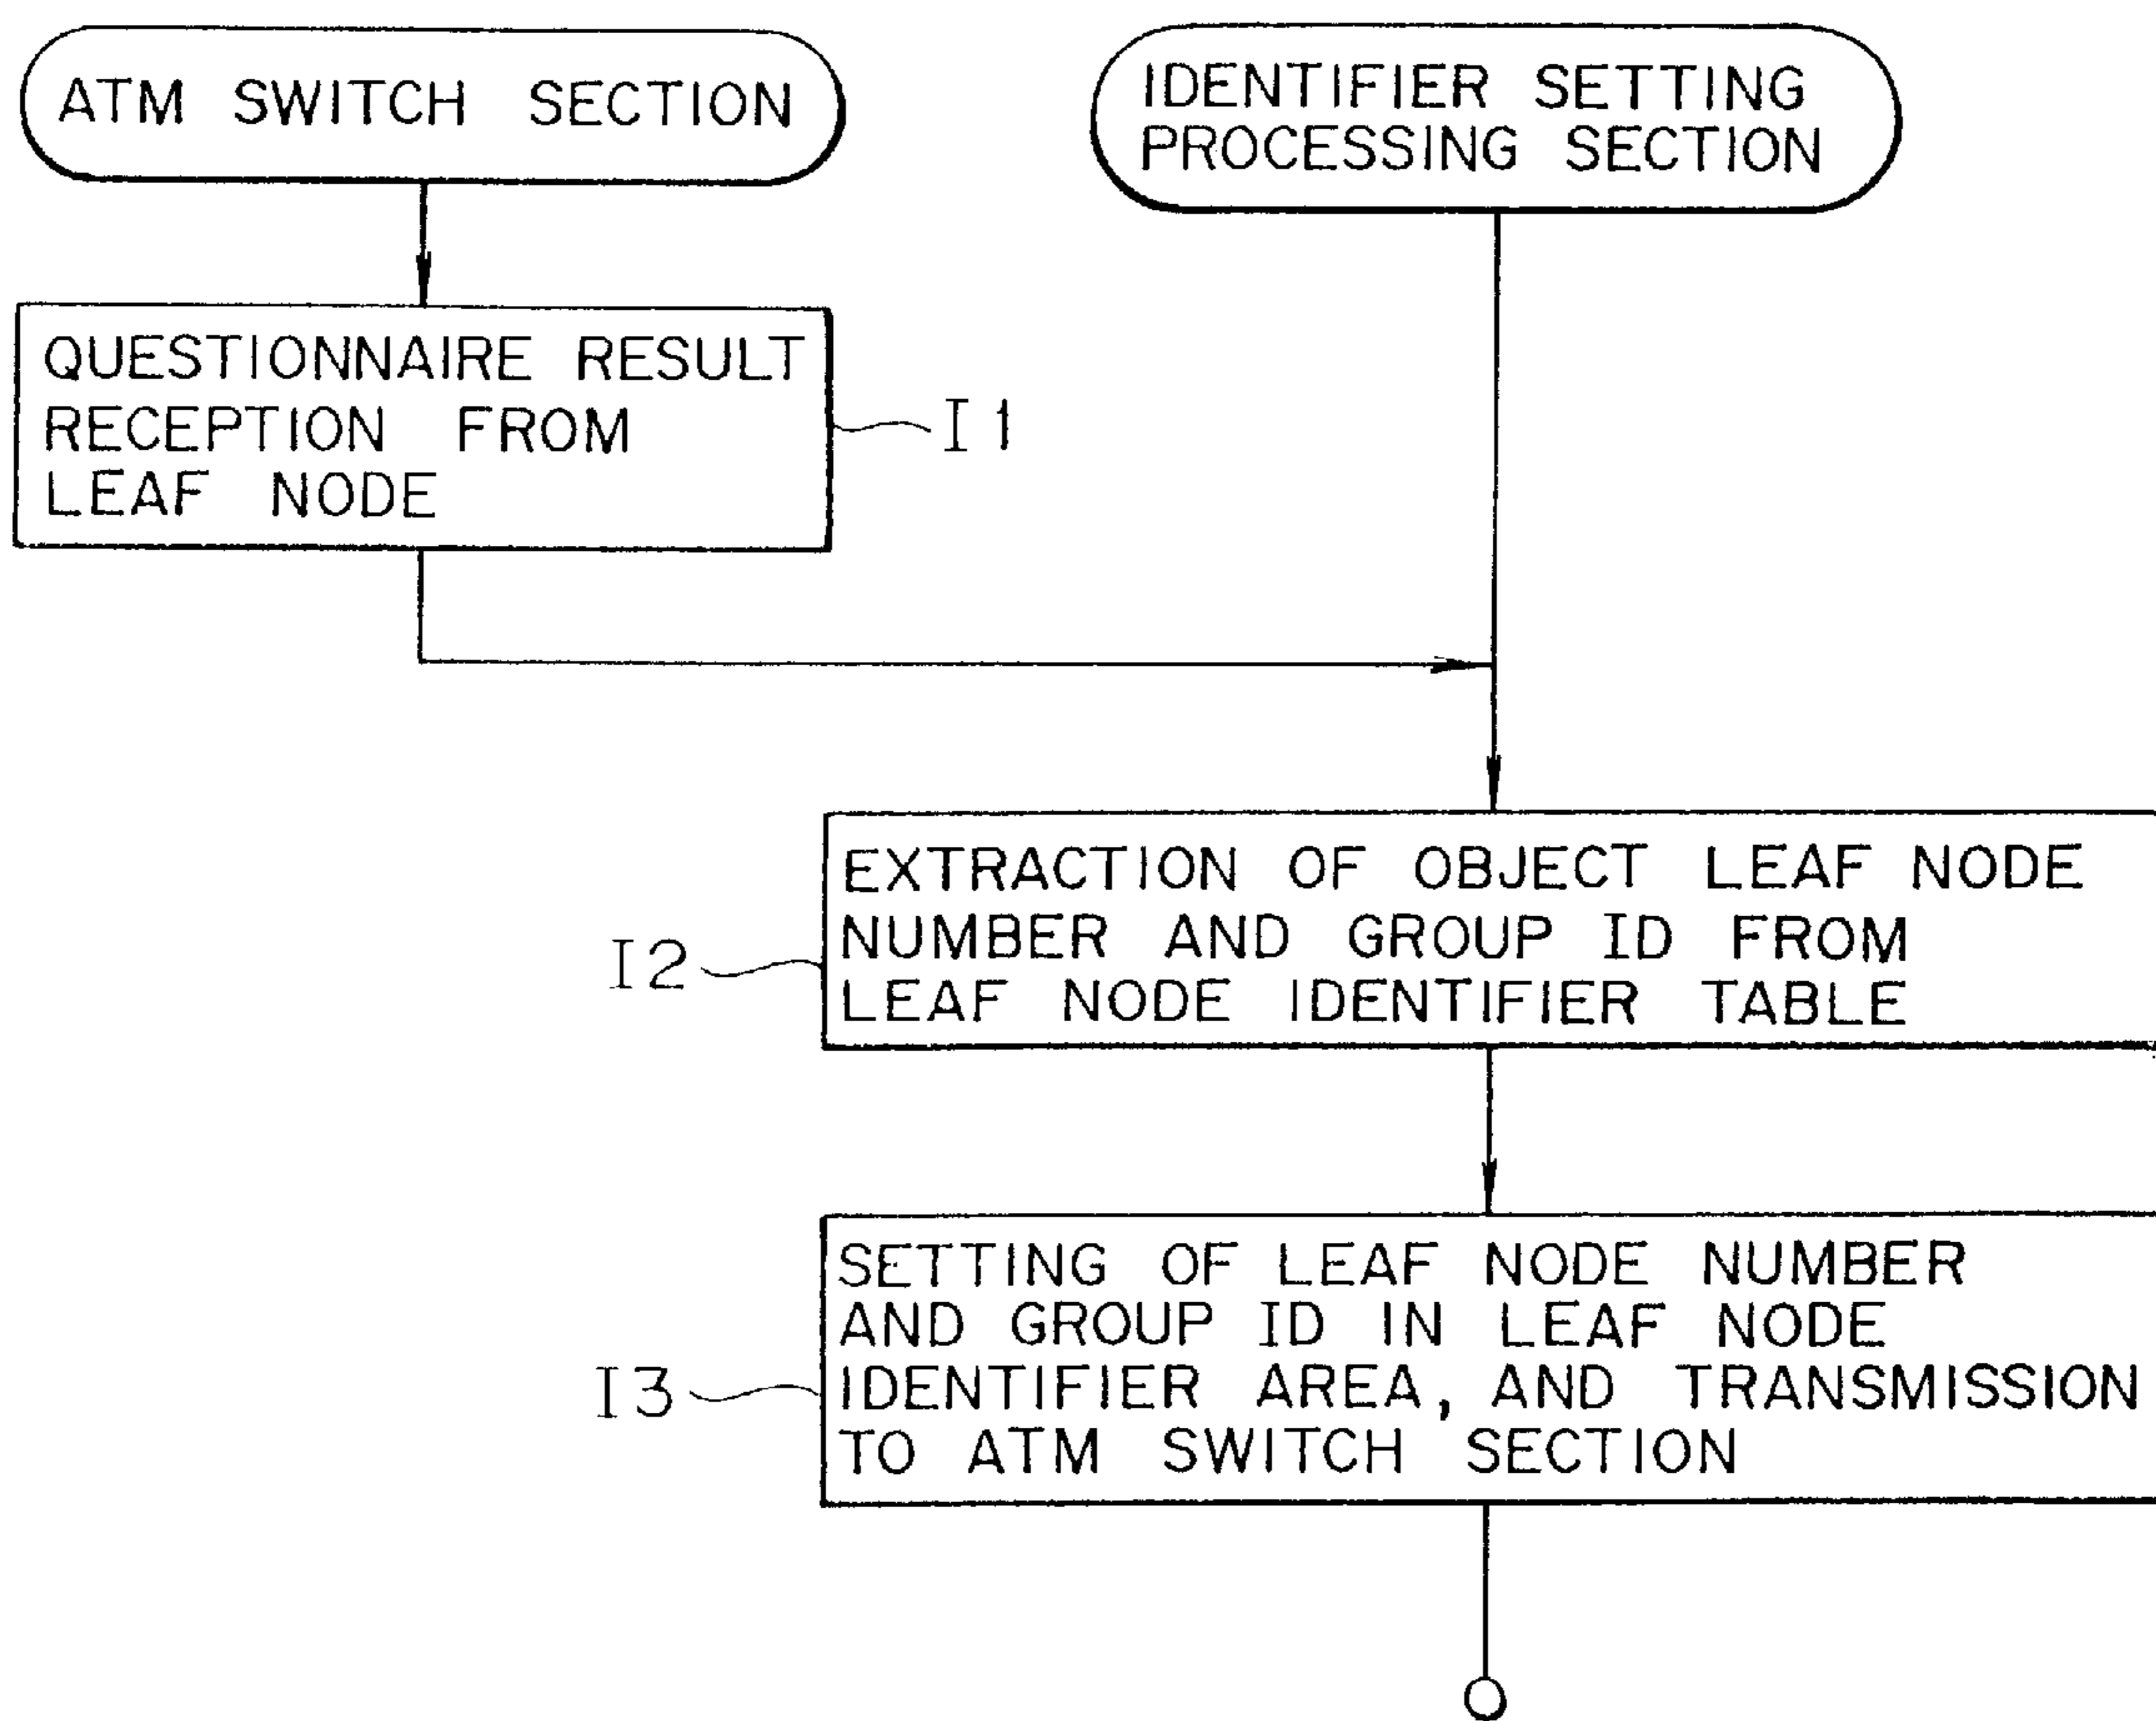 ATM SWITCH SECTION
IDENTIFIER SETTING
PROCESSING SECTION
QUESTIONNAIRE RESULT
RECEPTION FROM
LEAF NODE
I1
EXTRACTION OF OBJECT LEAF NODE
NUMBER AND GROUP ID FROM
LEAF NODE IDENTIFIER TABLE
I2
SETTING OF LEAF NODE NUMBER
AND GROUP ID IN LEAF NODE
IDENTIFIER AREA, AND TRANSMISSION
TO ATM SWITCH SECTION
I3